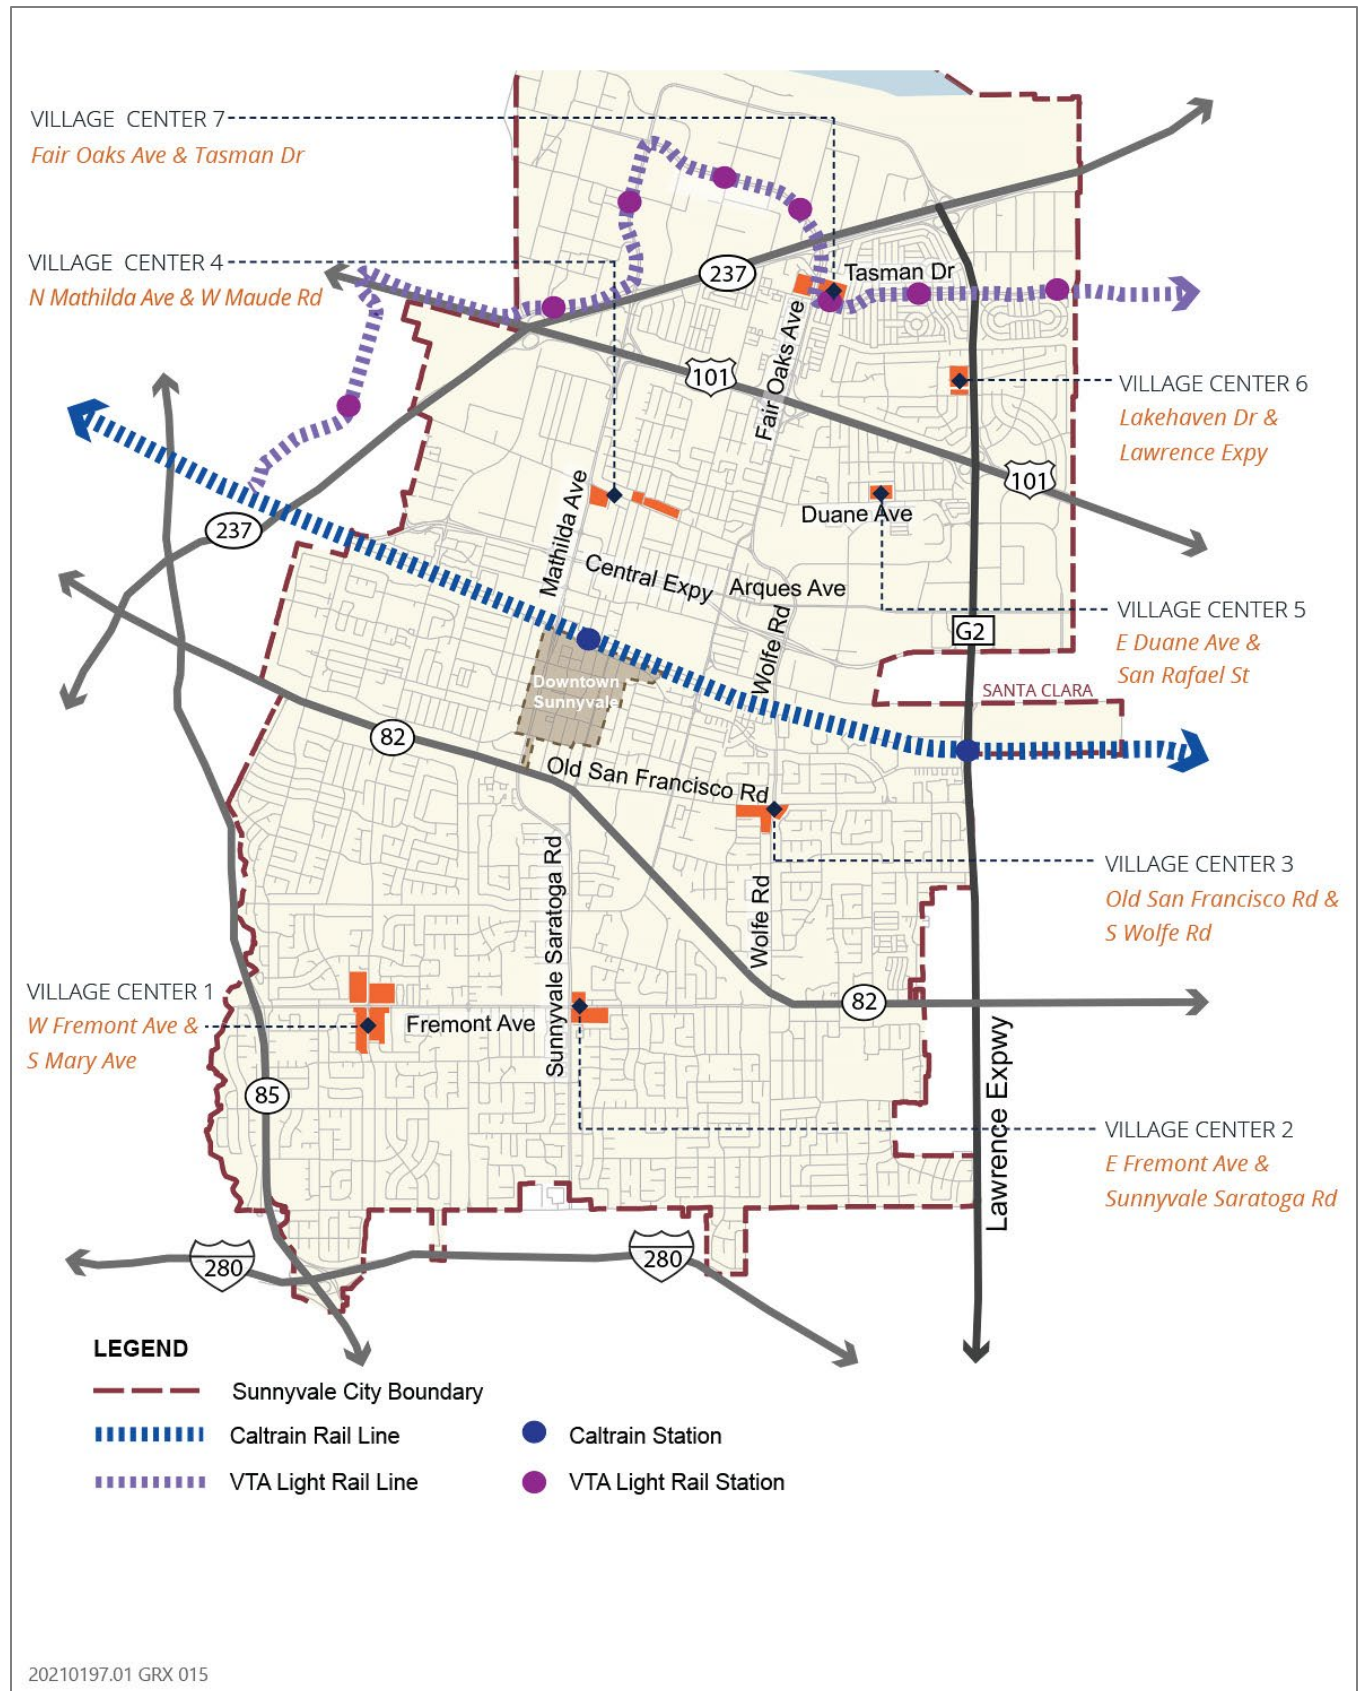 VILLAGE CENTER 7
Fair Oaks Ave & Tasman Dr
VILLAGE CENTER 4
N Mathilda Ave & W Maude Rd
237
Tasman Dr
101
Fair Oaks Ave
VILLAGE CENTER 6
Lakehaven Dr &
Lawrence Expy
101
237
Mathilda Ave
Duane Ave
Central Expy
Arques Ave
VILLAGE CENTER 5
E Duane Ave &
San Rafael St
G2
Wolfe Rd
Downtown
Sunnyvale
SANTA CLARA
82
Old San Francisco Rd
VILLAGE CENTER 3
Old San Francisco Rd &
S Wolfe Rd
Sunnyvale Saratoga Rd
Wolfe Rd
VILLAGE CENTER 1
W Fremont Ave &
S Mary Ave
Fremont Ave
82
85
Lawrence Expwy
VILLAGE CENTER 2
E Fremont Ave &
Sunnyvale Saratoga Rd
280
280
LEGEND
Sunnyvale City Boundary
Caltrain Rail Line
Caltrain Station
VTA Light Rail Line
VTA Light Rail Station
20210197.01 GRX 015